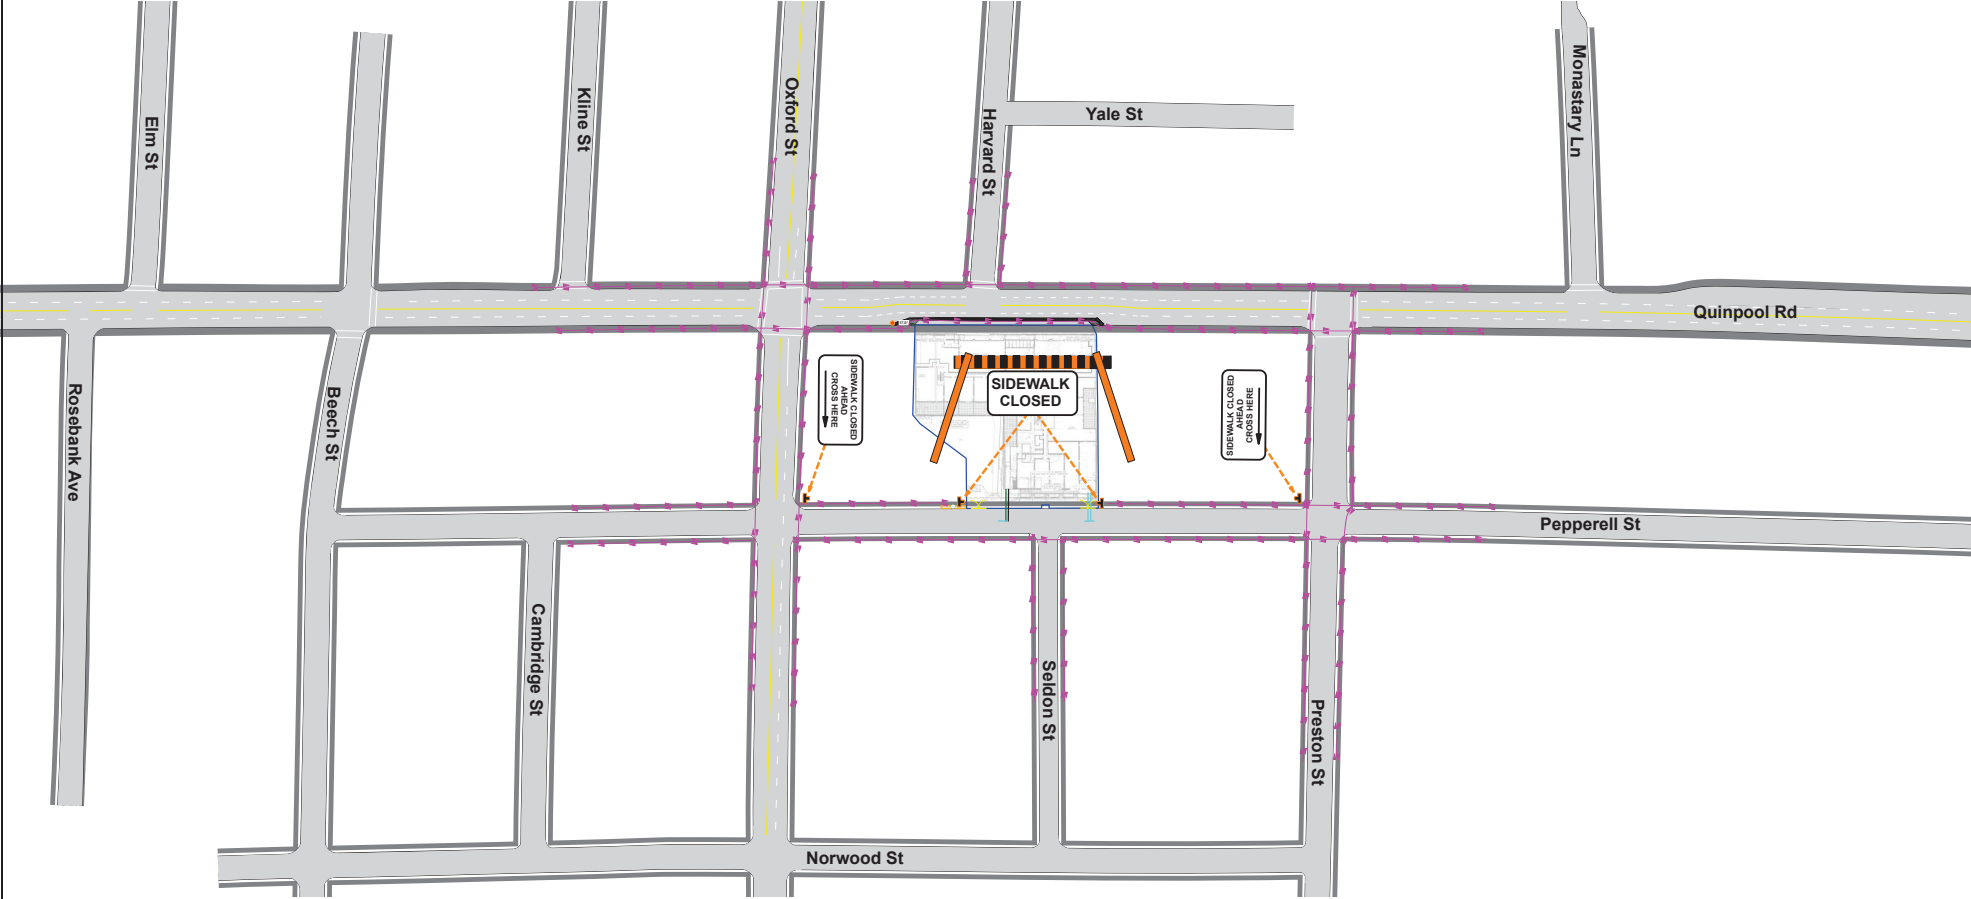 Elm St
Kline St
Oxford St
Harvard St
Yale St
Monastary Ln
Quinpool Rd
Rosebank Ave
Beech St
SIDEWALK CLOSED
AHEAD
CROSS HERE
SIDEWALK
CLOSED
SIDEWALK CLOSED
AHEAD
CROSS HERE
Pepperell St
Cambridge St
Seldon St
Preston St
Norwood St